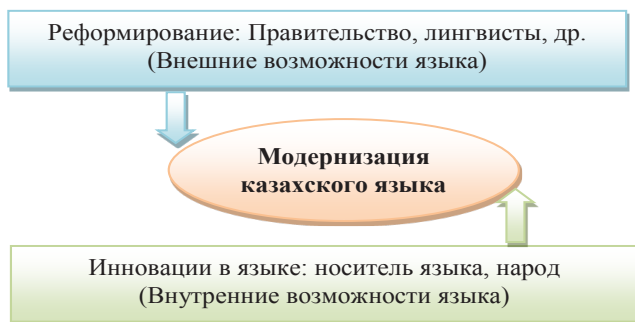 Реформирование: Правительство, лингвисты, др.
(Внешние возможности языка)
Модернизация
казахского языка
Инновации в языке: носитель языка, народ
(Внутренние возможности языка)